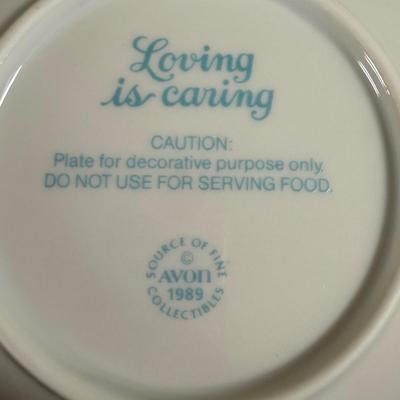 Loving
is caring
CAUTION:
Plate for decorative purpose only.
DO NOT USE FOR SERVING FOOD.
SOURCE OF FINE
©
AVON
1989
COLLECTIBLES